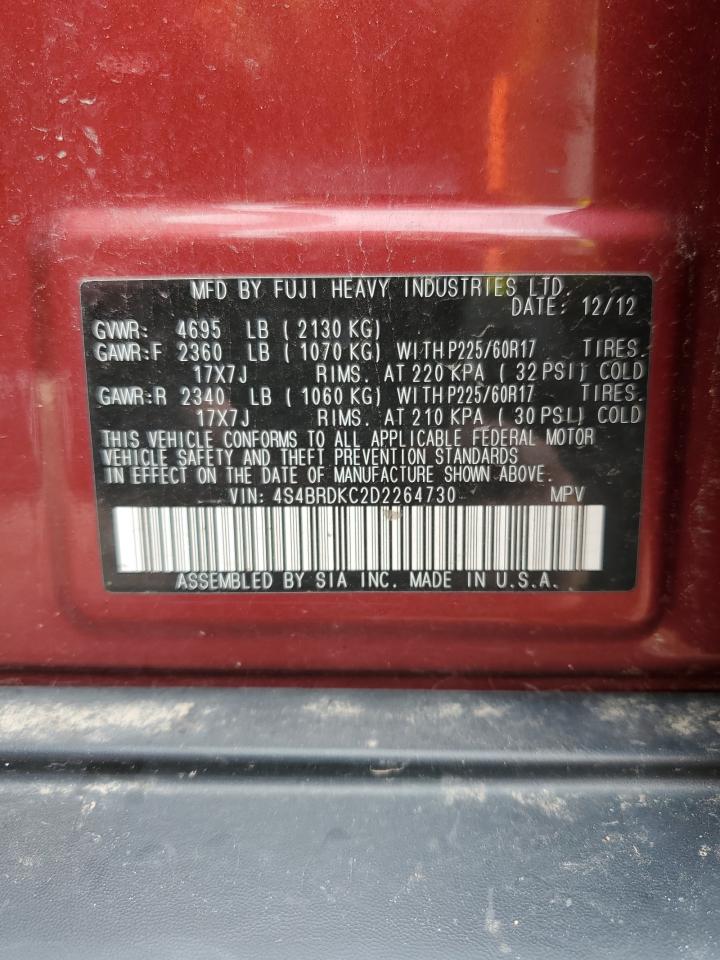 MFD BY FUJI HEAVY INDUSTRIES LTD.
DATE: 12/12
GVWR: 4695 LB ( 2130 KG)
GAWR:F 2360 LB ( 1070 KG) WITH P225/60R17 TIRES.
17X7J RIMS. AT 220 KPA ( 32 PSI) COLD
GAWR:R 2340 LB ( 1060 KG) WITH P225/60R17 TIRES.
17X7J RIMS. AT 210 KPA ( 30 PSI) COLD
THIS VEHICLE CONFORMS TO ALL APPLICABLE FEDERAL MOTOR
VEHICLE SAFETY AND THEFT PREVENTION STANDARDS
IN EFFECT ON THE DATE OF MANUFACTURE SHOWN ABOVE.
VIN: 4S4BRDKC2D2264730 MPV
ASSEMBLED BY SIA INC. MADE IN U.S.A.